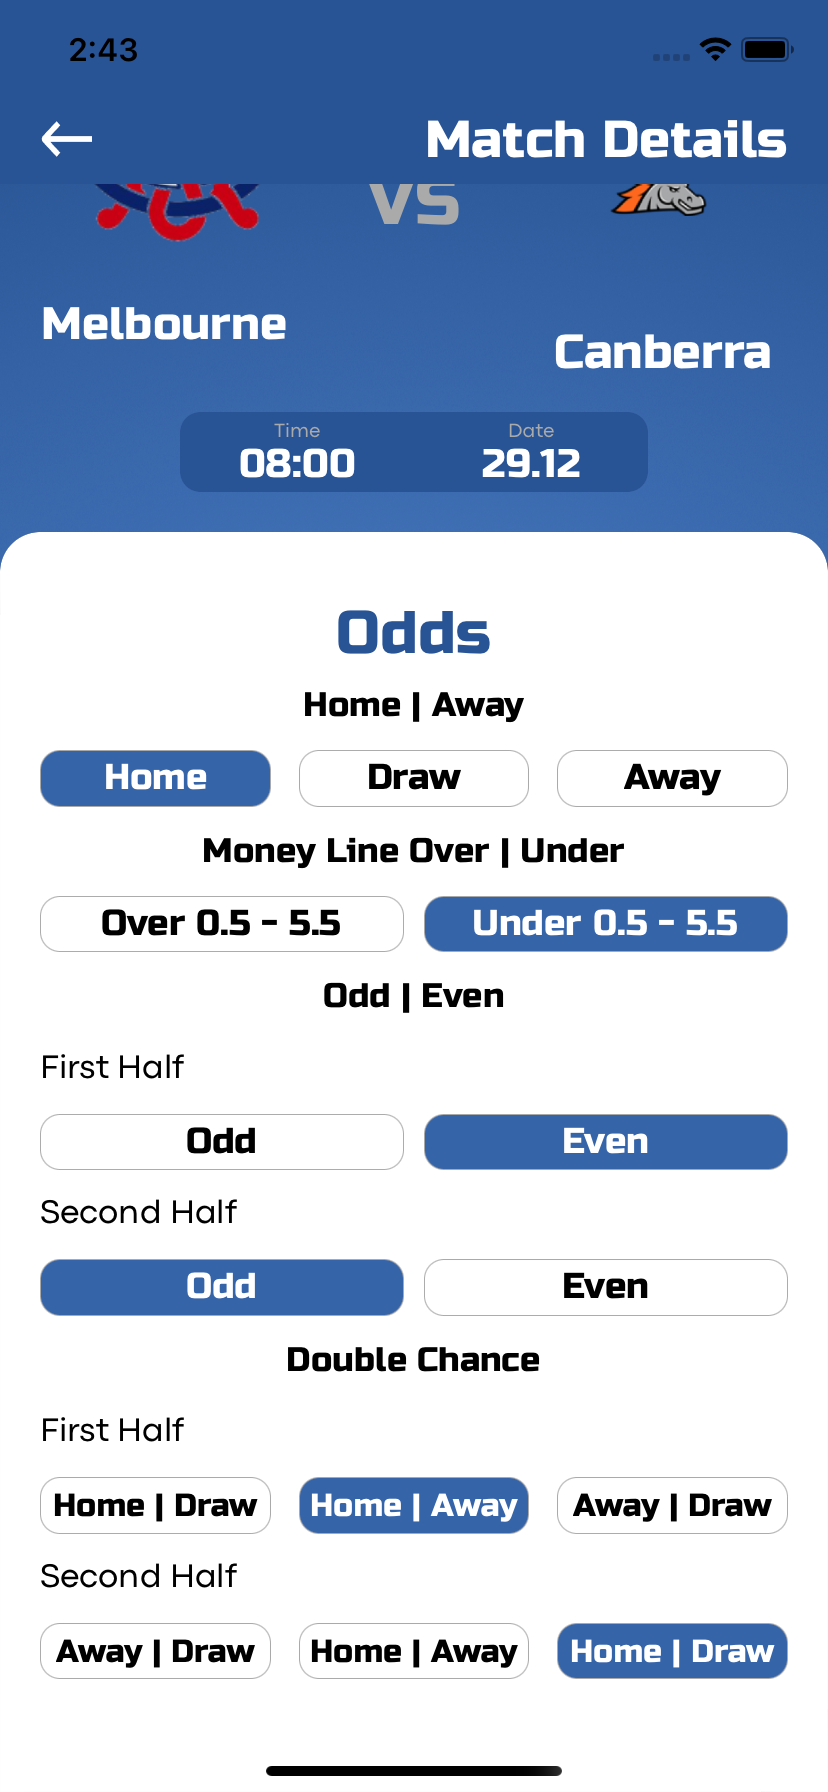 2:43
Match Details
VS
Melbourne
Canberra
Time
Date
08:00
29.12
Odds
Home | Away
Home
Draw
Away
Money Line Over | Under
Over 0.5 - 5.5
Under 0.5 - 5.5
Odd | Even
First Half
Odd
Even
Second Half
Odd
Even
Double Chance
First Half
Home | Draw
Home | Away
Away | Draw
Second Half
Away | Draw
Home | Away
Home | Draw